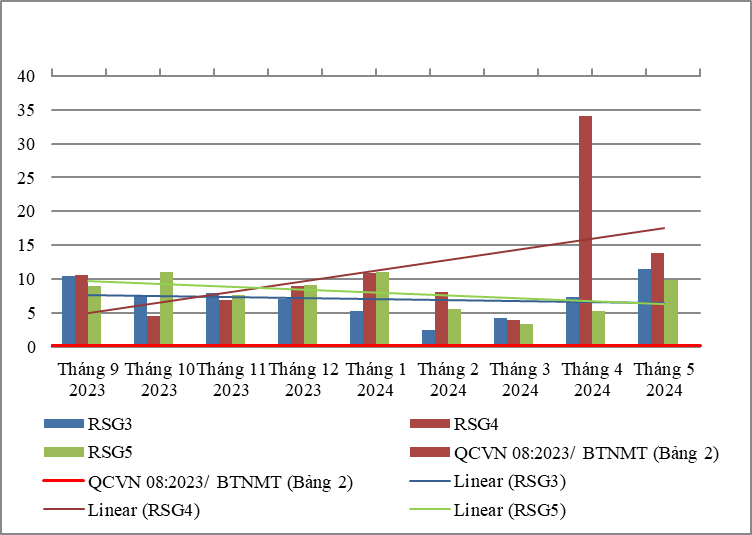 40
35
30
25
20
15
10
5
0
Tháng 9 Tháng 10 Tháng 11 Tháng 12 Tháng 1 Tháng 2 Tháng 3 Tháng 4 Tháng 5
2023 2023 2023 2023 2024 2024 2024 2024 2024
RSG3 RSG4
RSG5 QCVN 08:2023/ BTNMT (Bảng 2)
QCVN 08:2023/ BTNMT (Bảng 2) Linear (RSG3)
Linear (RSG4) Linear (RSG5)